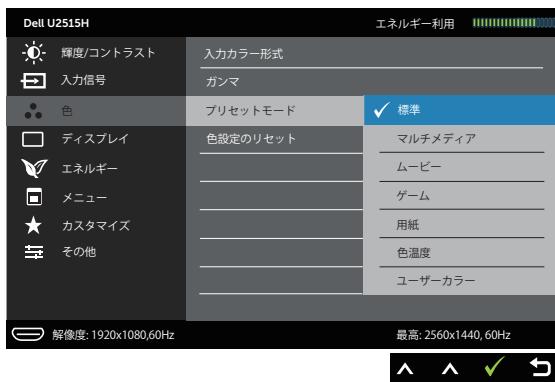 Dell U2515H
エネルギー利用
輝度/コントラスト
入力カラー形式
入力信号
ガンマ
色
プリセットモード
標準
ディスプレイ
色設定のリセット
マルチメディア
エネルギー
ムービー
メニュー
ゲーム
カスタマイズ
用紙
その他
色温度
ユーザーカラー
解像度: 1920x1080,60Hz
最高: 2560x1440, 60Hz